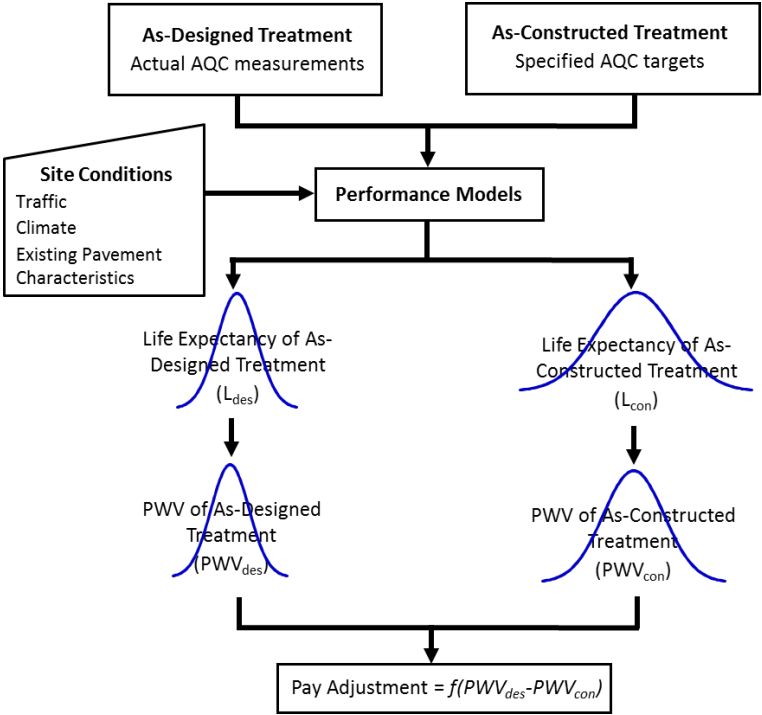 As-Designed Treatment
Actual AQC measurements
As-Constructed Treatment
Specified AQC targets
Site Conditions
Traffic
Climate
Existing Pavement
Characteristics
Performance Models
Life Expectancy of As-
Designed Treatment
(Ldes)
Life Expectancy of As-
Constructed Treatment
(Lcon)
PWV of As-Designed
Treatment
(PWVdes)
PWV of As-Constructed
Treatment
(PWVcon)
Pay Adjustment = f(PWVdes-PWVcon)